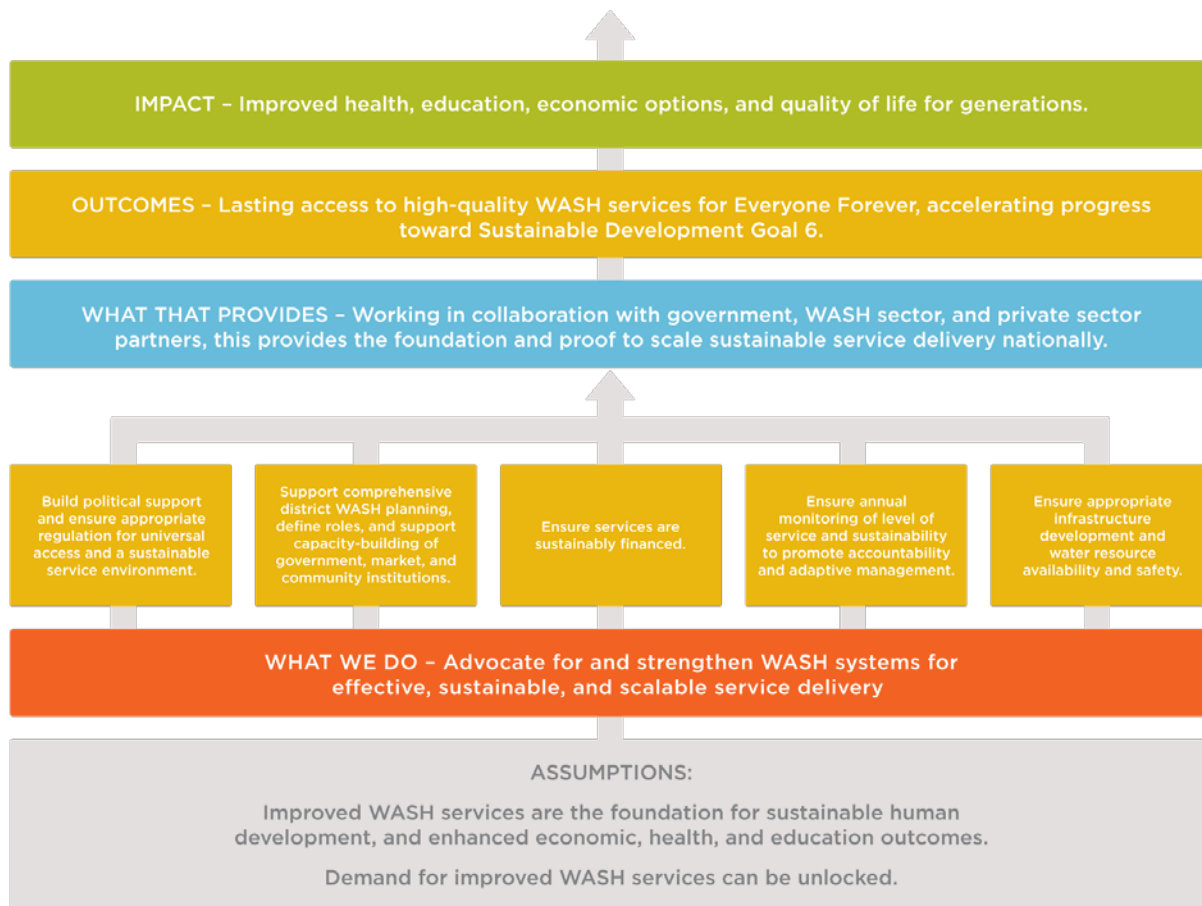 IMPACT – Improved health, education, economic options, and quality of life for generations.
OUTCOMES – Lasting access to high-quality WASH services for Everyone Forever, accelerating progress
toward Sustainable Development Goal 6.
WHAT THAT PROVIDES – Working in collaboration with government, WASH sector, and private sector
partners, this provides the foundation and proof to scale sustainable service delivery nationally.
Build political support
and ensure appropriate
regulation for universal
access and a sustainable
service environment.
Support comprehensive
district WASH planning,
define roles, and support
capacity-building of
government, market, and
community institutions.
Ensure services are
sustainably financed.
Ensure annual
monitoring of level of
service and sustainability
to promote accountability
and adaptive management.
Ensure appropriate
infrastructure
development and
water resource
availability and safety.
WHAT WE DO – Advocate for and strengthen WASH systems for
effective, sustainable, and scalable service delivery
ASSUMPTIONS:
Improved WASH services are the foundation for sustainable human
development, and enhanced economic, health, and education outcomes.
Demand for improved WASH services can be unlocked.